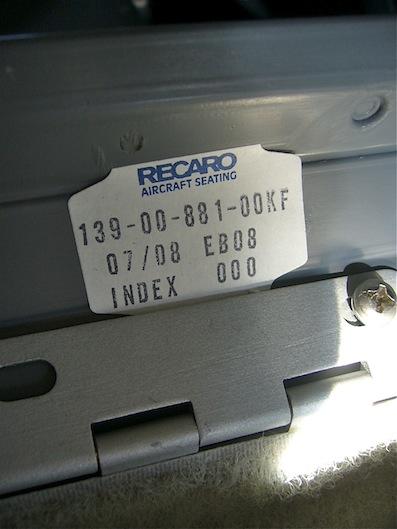 RECARO
AIRCRAFT SEATING
139-00-881-00KF
07/08 EB08
INDEX 000